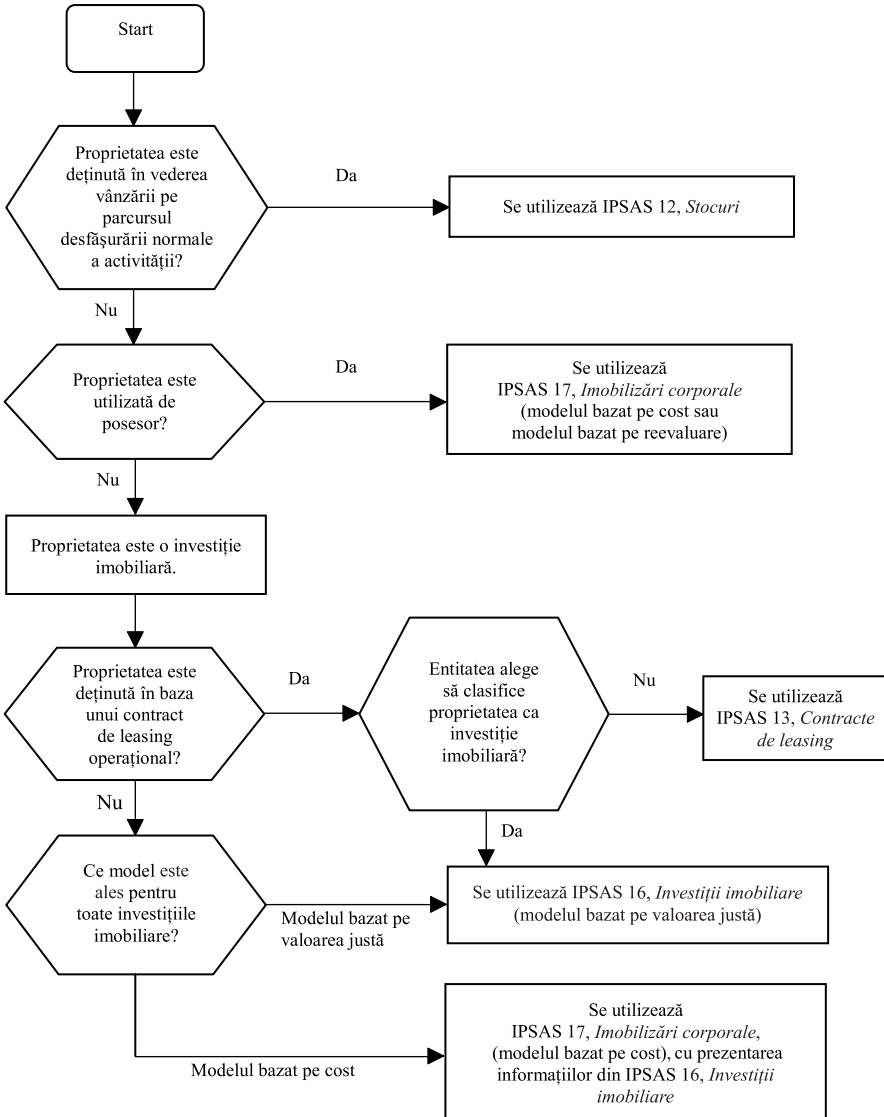 Start
Proprietatea este
deținută în vederea
vânzării pe
parcursul
desfăşurării normale
a activității?
Da
Se utilizează IPSAS 12, Stocuri
Nu
Proprietatea este
utilizată de
posesor?
Da
Se utilizează
IPSAS 17, Imobilizări corporale
(modelul bazat pe cost sau
modelul bazat pe reevaluare)
Nu
Proprietatea este o investiție
imobiliară.
Proprietatea este
deținută în baza
unui contract
de leasing
operațional?
Da
Entitatea alege
să clasifice
proprietatea ca
investiție
imobiliară?
Nu
Se utilizează
IPSAS 13, Contracte
de leasing
Nu
Da
Ce model este
ales pentru
toate investițiile
imobiliare?
Modelul bazat pe
valoarea justă
Se utilizează IPSAS 16, Investiții imobiliare
(modelul bazat pe valoarea justă)
Modelul bazat pe cost
Se utilizează
IPSAS 17, Imobilizări corporale,
(modelul bazat pe cost), cu prezentarea
informațiilor din IPSAS 16, Investiții
imobiliare